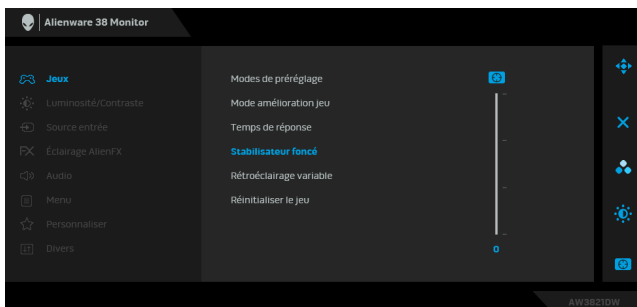 Alienware 38 Monitor
Jeux
Luminosité/Contraste
Source entrée
Éclairage AlienFX
Audio
Menu
Personnaliser
Divers
Modes de préréglage
Mode amélioration jeu
Temps de réponse
Stabilisateur foncé
Rétroéclairage variable
Réinitialiser le jeu
0
AW3821DW